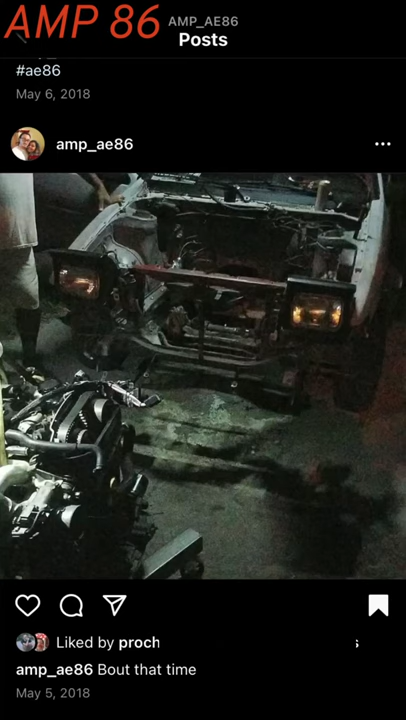 AMP 86
AMP_AE86
Posts
#ae86
May 6, 2018
amp_ae86
Liked by proch
amp_ae86 Bout that time
May 5, 2018